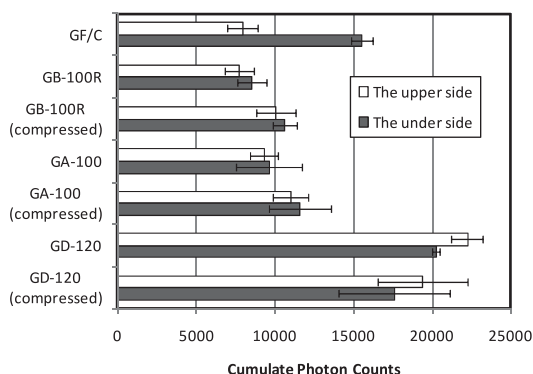 GF/C
GB-100R
GB-100R
(compressed)
GA-100
GA-100
(compressed)
GD-120
GD-120
(compressed)
The upper side
The under side
0 5000 10000 15000 20000 25000
Cumulate Photon Counts